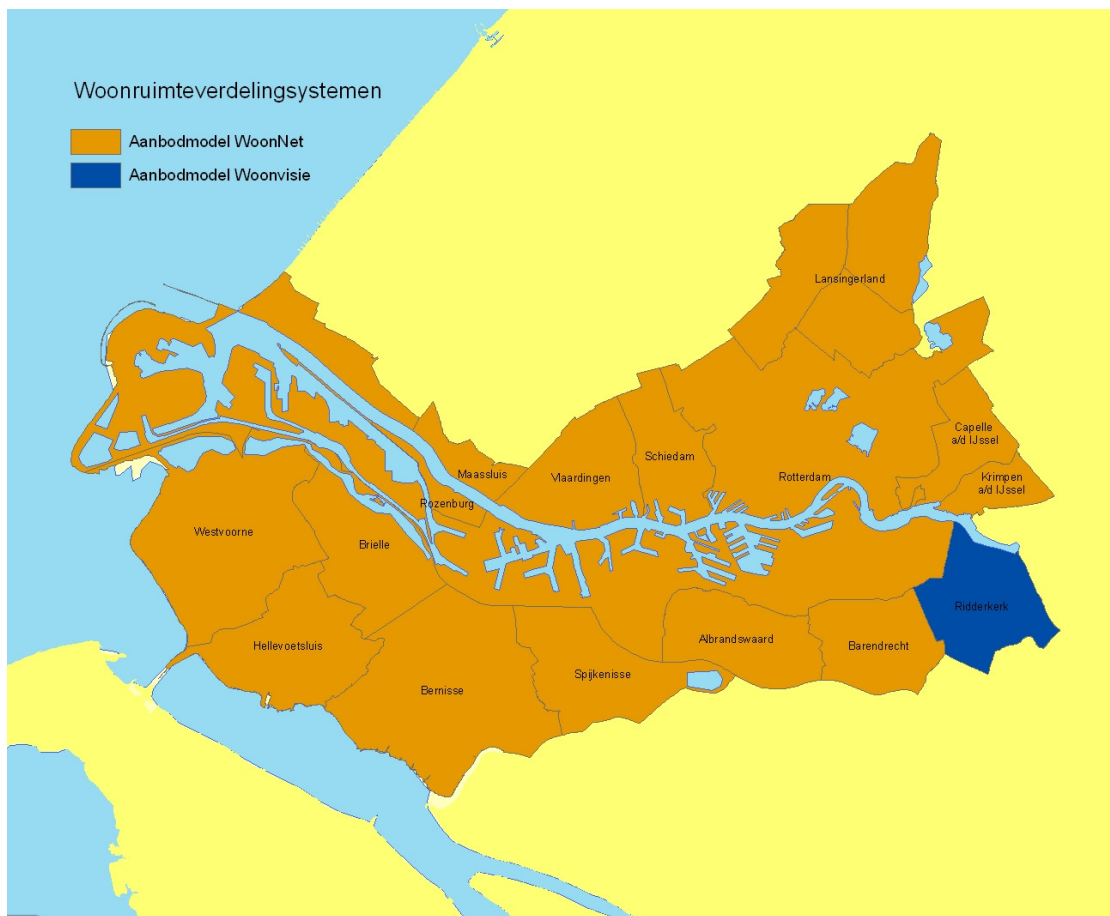 Woonruimteverdelingsystemen
Aanbodmodel WoonNet
Aanbodmodel Woonvisie
Lansingerland
Capelle
a/d IJssel
Schiedam
Maassluis
Vlaardingen
Rotterdam
Krimpen
a/d IJssel
Rozenburg
Westvoorne
Brielle
Ridderkerk
Hellevoetsluis
Albrandswaard
Barendrecht
Spijkenisse
Bernisse